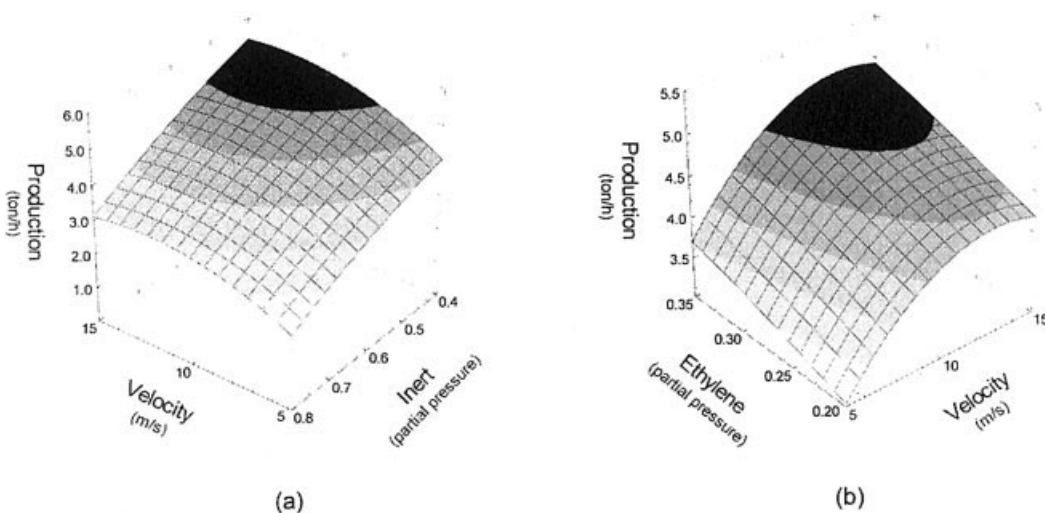 6.0
5.0
4.0
3.0
2.0
1.0
Production
(ton/h)
15
10
5
Velocity
(m/s)
0.8
0.7
0.6
0.5
0.4
Inert
(partial pressure)
(a)
5.5
5.0
4.5
4.0
3.5
Production
(ton/h)
0.35
0.30
0.25
0.20
Ethylene
(partial pressure)
5
10
15
Velocity
(m/s)
(b)